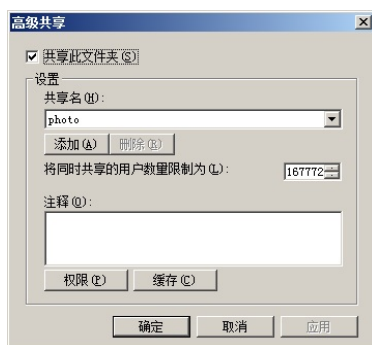 高级共享
共享此文件夹(S)
设置
共享名(H):
photo
添加(A) 删除(R)
将同时共享的用户数量限制为(L): 167772
注释(O):
权限(P) 缓存(C)
确定 取消 应用